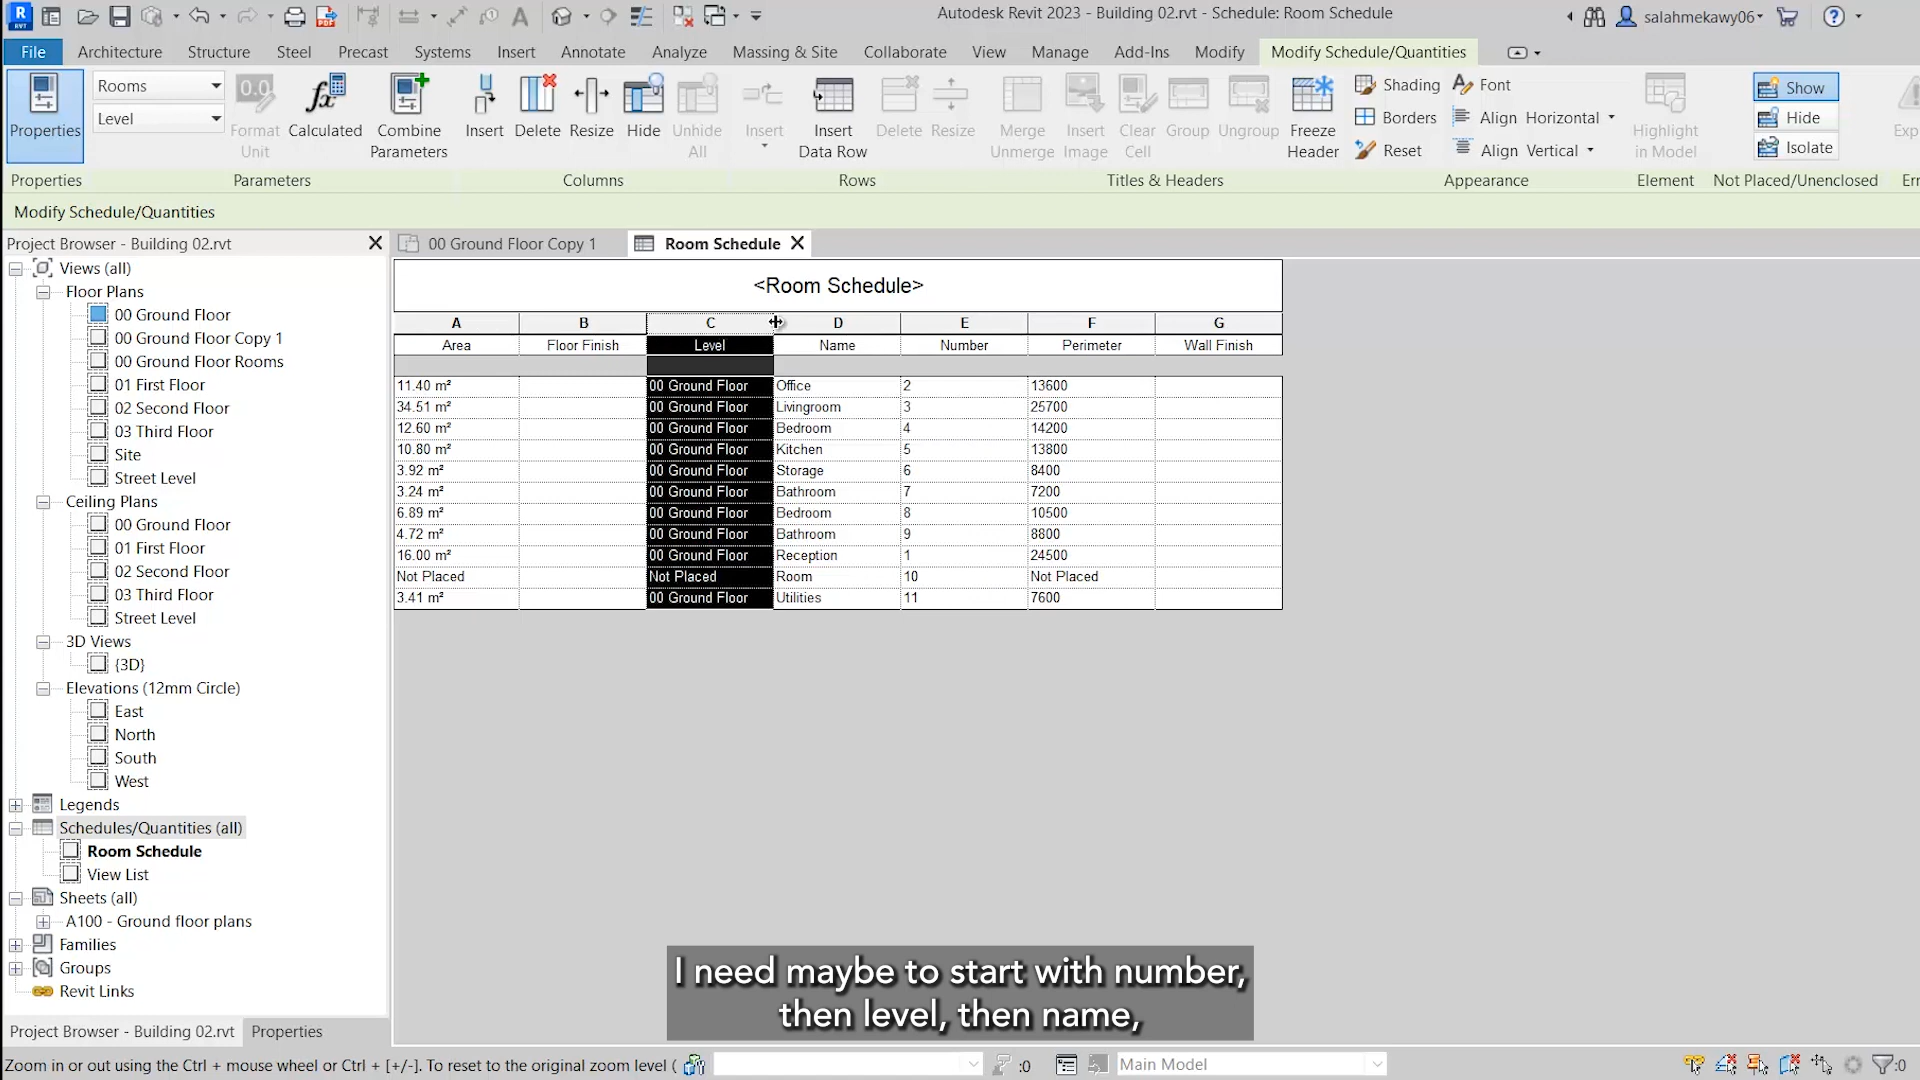 R
RVT
Autodesk Revit 2023 - Building 02.rvt - Schedule: Room Schedule
salahmekawy06
File
Architecture
Structure
Steel
Precast
Systems
Insert
Annotate
Analyze
Massing & Site
Collaborate
View
Manage
Add-Ins
Modify
Modify Schedule/Quantities
Properties
Rooms
Level
0.0
Format Unit
fx
Calculated
Combine Parameters
Insert
Delete
Resize
Hide
Unhide All
Insert
Insert Data Row
Delete
Resize
Merge Unmerge
Insert Image
Clear Cell
Group
Ungroup
Freeze Header
Shading
Borders
Reset
Font
Align Horizontal
Align Vertical
Highlight in Model
Show
Hide
Isolate
Exp
Properties
Parameters
Columns
Rows
Titles & Headers
Appearance
Element
Not Placed/Unenclosed
Err
Modify Schedule/Quantities
Project Browser - Building 02.rvt
Views (all)
Floor Plans
00 Ground Floor
00 Ground Floor Copy 1
00 Ground Floor Rooms
01 First Floor
02 Second Floor
03 Third Floor
Site
Street Level
Ceiling Plans
00 Ground Floor
01 First Floor
02 Second Floor
03 Third Floor
Street Level
3D Views
{3D}
Elevations (12mm Circle)
East
North
South
West
Legends
Schedules/Quantities (all)
Room Schedule
View List
Sheets (all)
A100 - Ground floor plans
Families
Groups
Revit Links
Project Browser - Building 02.rvt
Properties
00 Ground Floor Copy 1
Room Schedule
<Room Schedule>
A B C D E F G
Area Floor Finish Level Name Number Perimeter Wall Finish
11.40 m² 00 Ground Floor Office 2 13600
34.51 m² 00 Ground Floor Livingroom 3 25700
12.60 m² 00 Ground Floor Bedroom 4 14200
10.80 m² 00 Ground Floor Kitchen 5 13800
3.92 m² 00 Ground Floor Storage 6 8400
3.24 m² 00 Ground Floor Bathroom 7 7200
6.89 m² 00 Ground Floor Bedroom 8 10500
4.72 m² 00 Ground Floor Bathroom 9 8800
16.00 m² 00 Ground Floor Reception 1 24500
Not Placed Not Placed Room 10 Not Placed
3.41 m² 00 Ground Floor Utilities 11 7600
I need maybe to start with number,
then level, then name,
Zoom in or out using the Ctrl + mouse wheel or Ctrl + [+/-]. To reset to the original zoom level (
:0
Main Model
:0